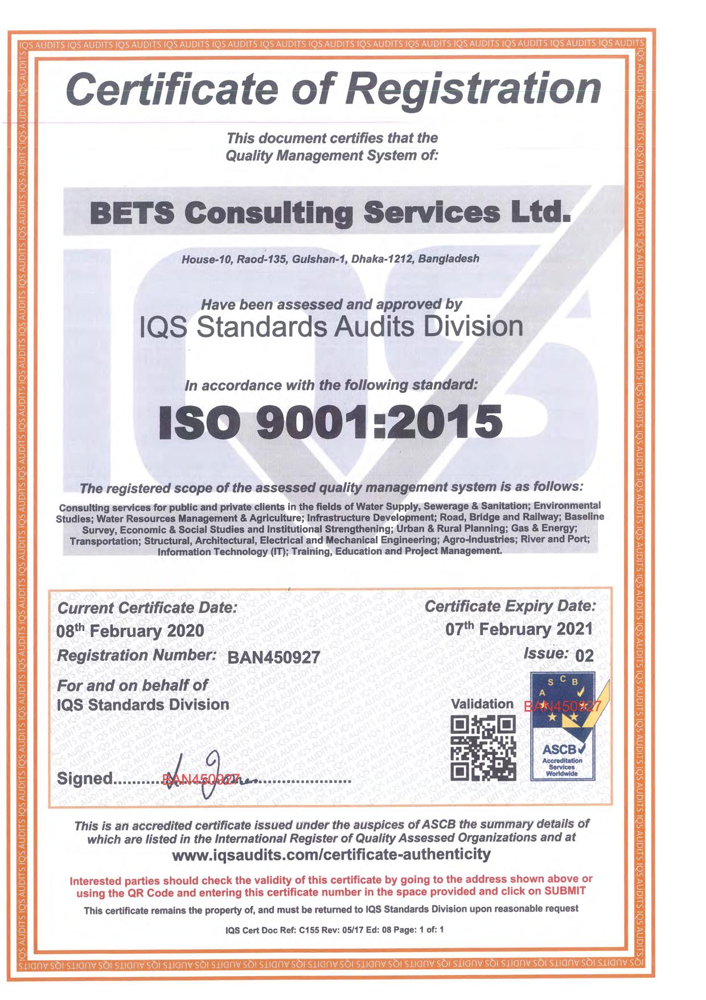 IQS AUDITS IQS AUDITS IQS AUDITS IQS AUDITS IQS AUDITS IQS AUDITS IQS AUDITS IQS AUDITS IQS AUDITS IQS AUDITS IQS AUDITS IQS AUDITS IQS AUDITS
Certificate of Registration
This document certifies that the
Quality Management System of:
BETS Consulting Services Ltd.
House-10, Raod-135, Gulshan-1, Dhaka-1212, Bangladesh
Have been assessed and approved by
IQS Standards Audits Division
In accordance with the following standard:
ISO 9001:2015
The registered scope of the assessed quality management system is as follows:
Consulting services for public and private clients in the fields of Water Supply, Sewerage & Sanitation; Environmental
Studies; Water Resources Management & Agriculture; Infrastructure Development; Road, Bridge and Railway; Baseline
Survey, Economic & Social Studies and Institutional Strengthening; Urban & Rural Planning; Gas & Energy;
Transportation; Structural, Architectural, Electrical and Mechanical Engineering; Agro-Industries; River and Port;
Information Technology (IT); Training, Education and Project Management.
Current Certificate Date:
08th February 2020
Certificate Expiry Date:
07th February 2021
Registration Number: BAN450927
Issue: 02
For and on behalf of
IQS Standards Division
Validation
A S C B
BAN450927
ASCB
Accreditation
Services
Worldwide
Signed
BAN450927
This is an accredited certificate issued under the auspices of ASCB the summary details of
which are listed in the International Register of Quality Assessed Organizations and at
www.iqsaudits.com/certificate-authenticity
Interested parties should check the validity of this certificate by going to the address shown above or
using the QR Code and entering this certificate number in the space provided and click on SUBMIT
This certificate remains the property of, and must be returned to IQS Standards Division upon reasonable request
IQS Cert Doc Ref: C155 Rev: 05/17 Ed: 08 Page: 1 of: 1